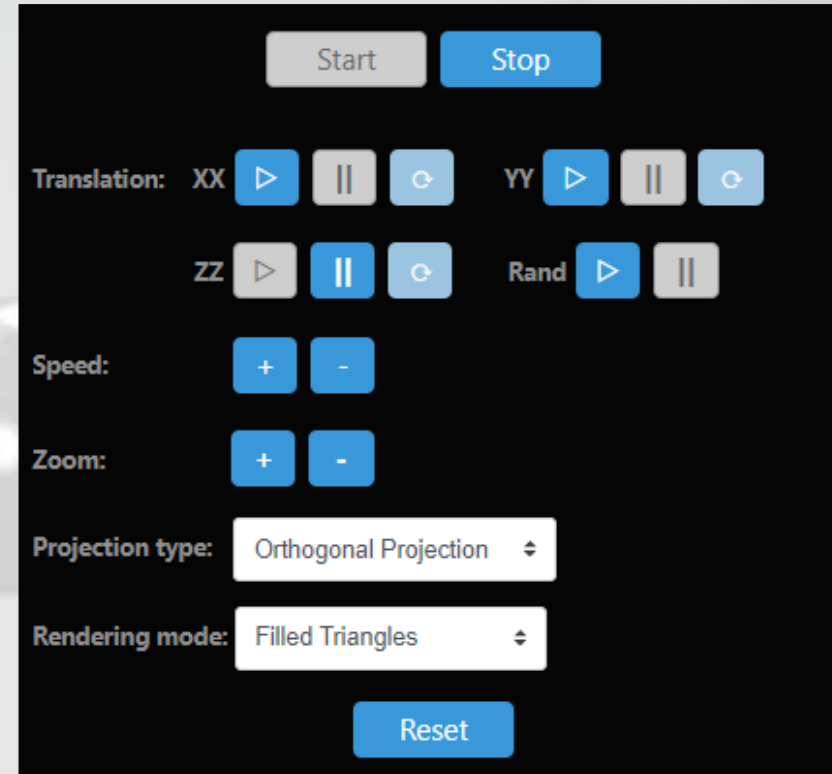 Start Stop
Translation: XX ▷ || ⟳ YY ▷ || ⟳
ZZ ▷ || ⟳ Rand ▷ ||
Speed: + -
Zoom: + -
Projection type: Orthogonal Projection
Rendering mode: Filled Triangles
Reset